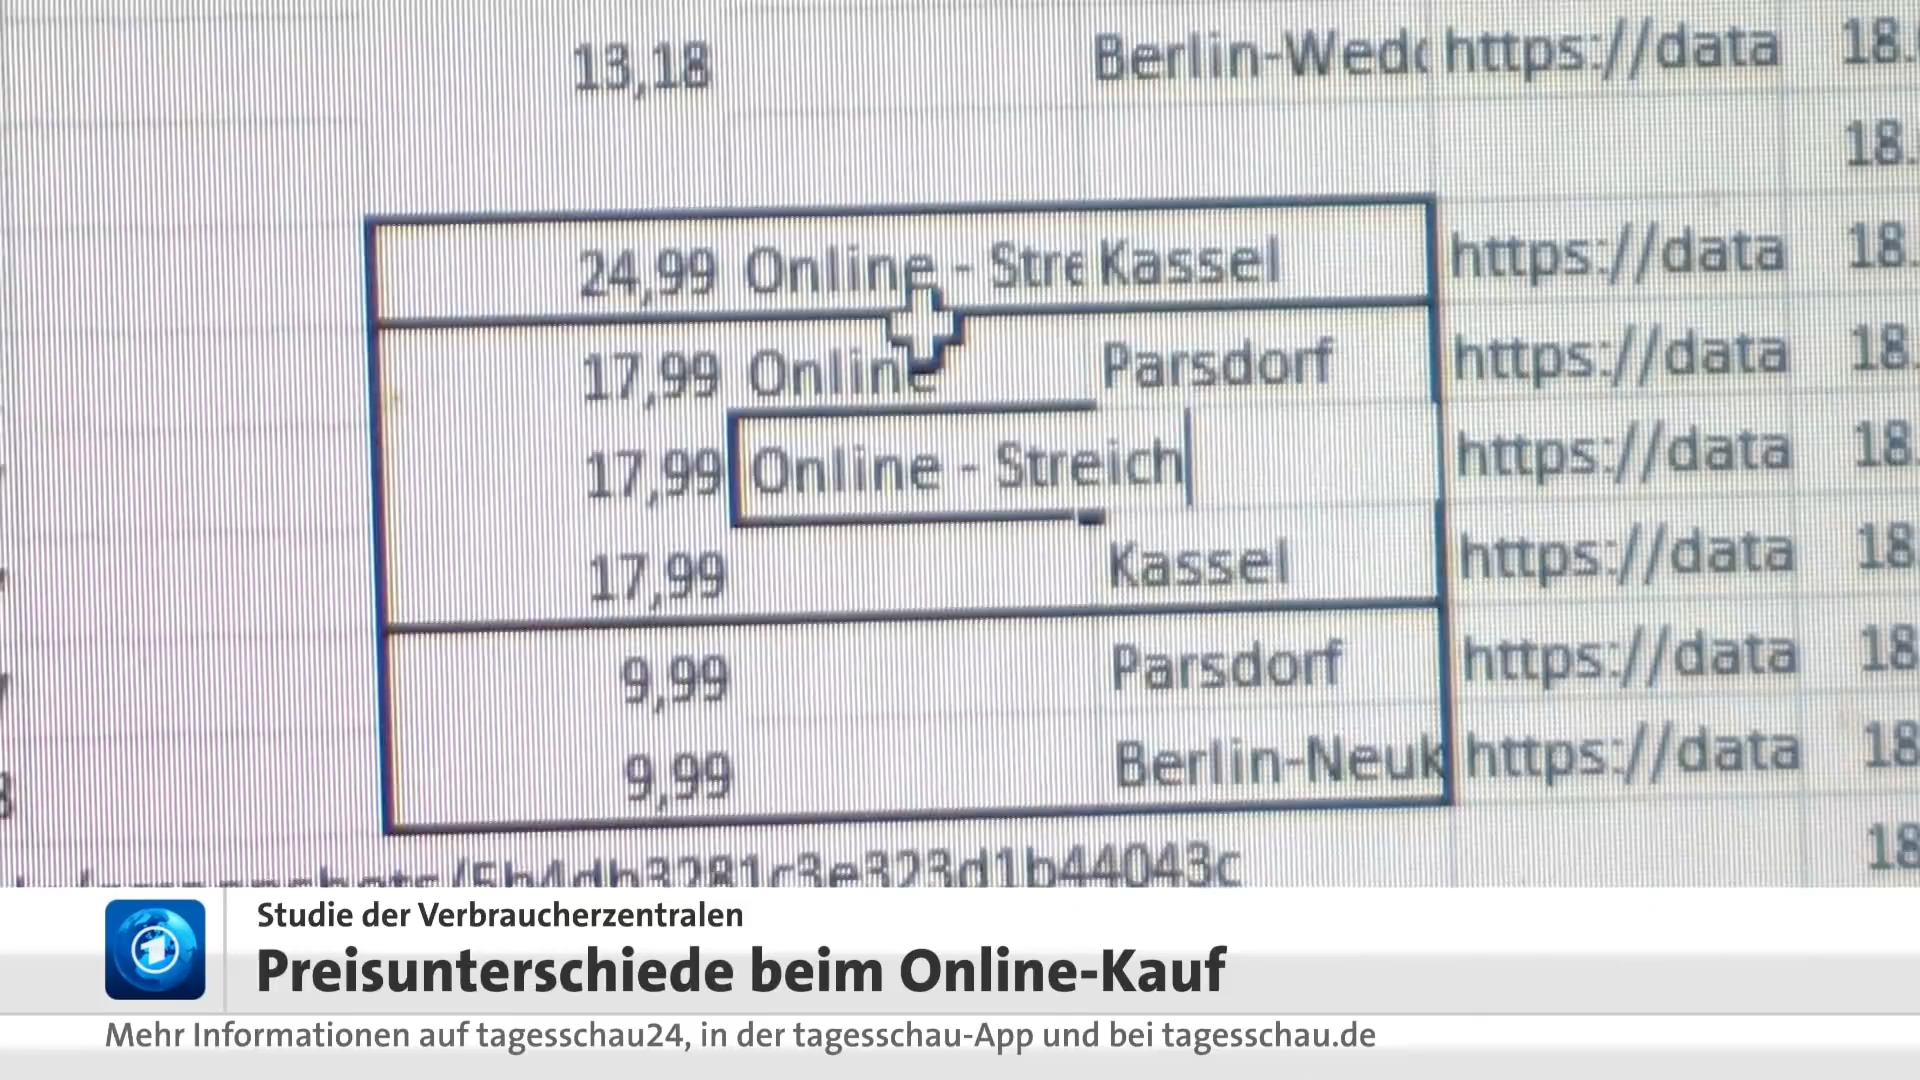 13,18 Berlin-Wedd https://data 18.
18.
24,99 Online - Stre Kassel https://data 18.
17,99 Online Parsdorf https://data 18.
17,99 Online - Streich https://data 18.
17,99 Kassel https://data 18
9,99 Parsdorf https://data 18
9,99 Berlin-Neuk https://data 18
18
Studie der Verbraucherzentralen
1
Preisunterschiede beim Online-Kauf
Mehr Informationen auf tagesschau24, in der tagesschau-App und bei tagesschau.de